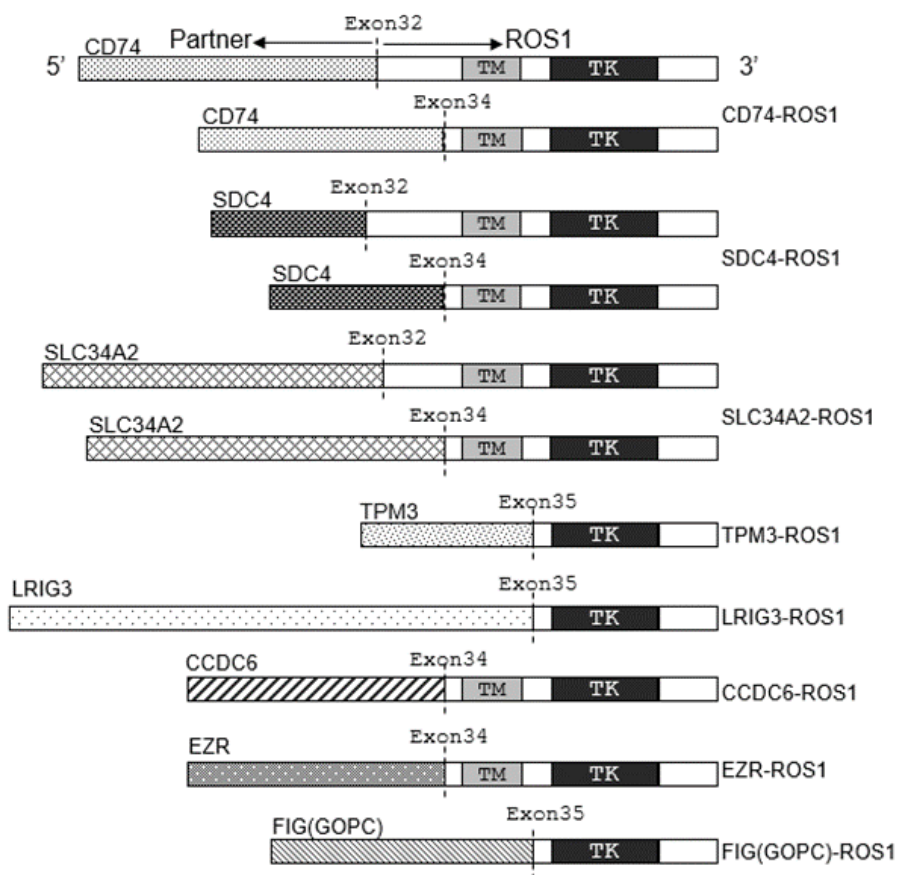 Exon32
Partner ROS1
CD74
5’ TM TK 3’
Exon34
CD74 CD74-ROS1
TM TK
Exon32
SDC4
TM TK
Exon34 SDC4-ROS1
SDC4
TM TK
Exon32
SLC34A2
TM TK
Exon34
SLC34A2 SLC34A2-ROS1
TM TK
Exon35
TPM3
TK TPM3-ROS1
Exon35
LRIG3
TK LRIG3-ROS1
Exon34
CCDC6
TM TK CCDC6-ROS1
Exon34
EZR
TM TK EZR-ROS1
Exon35
FIG(GOPC)
TK FIG(GOPC)-ROS1